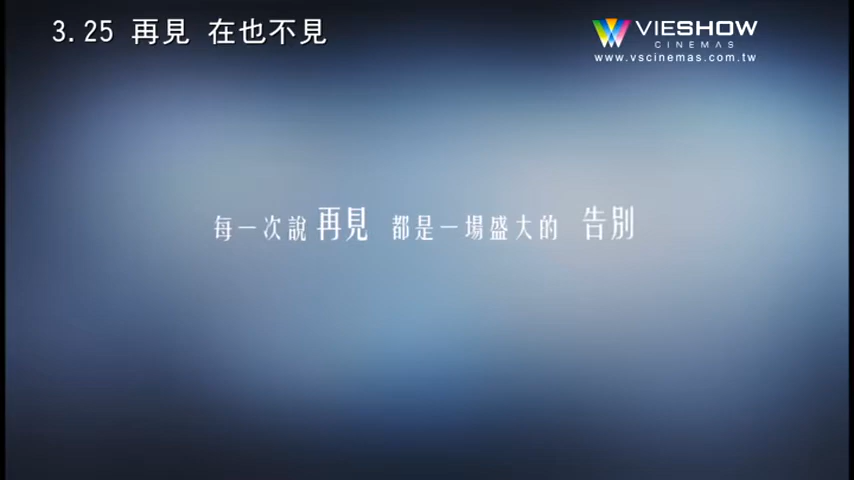 3.25 再見 在也不見
VIESHOW
CINEMAS
www.vscinemas.com.tw
每一次說再見 都是一場盛大的 告別